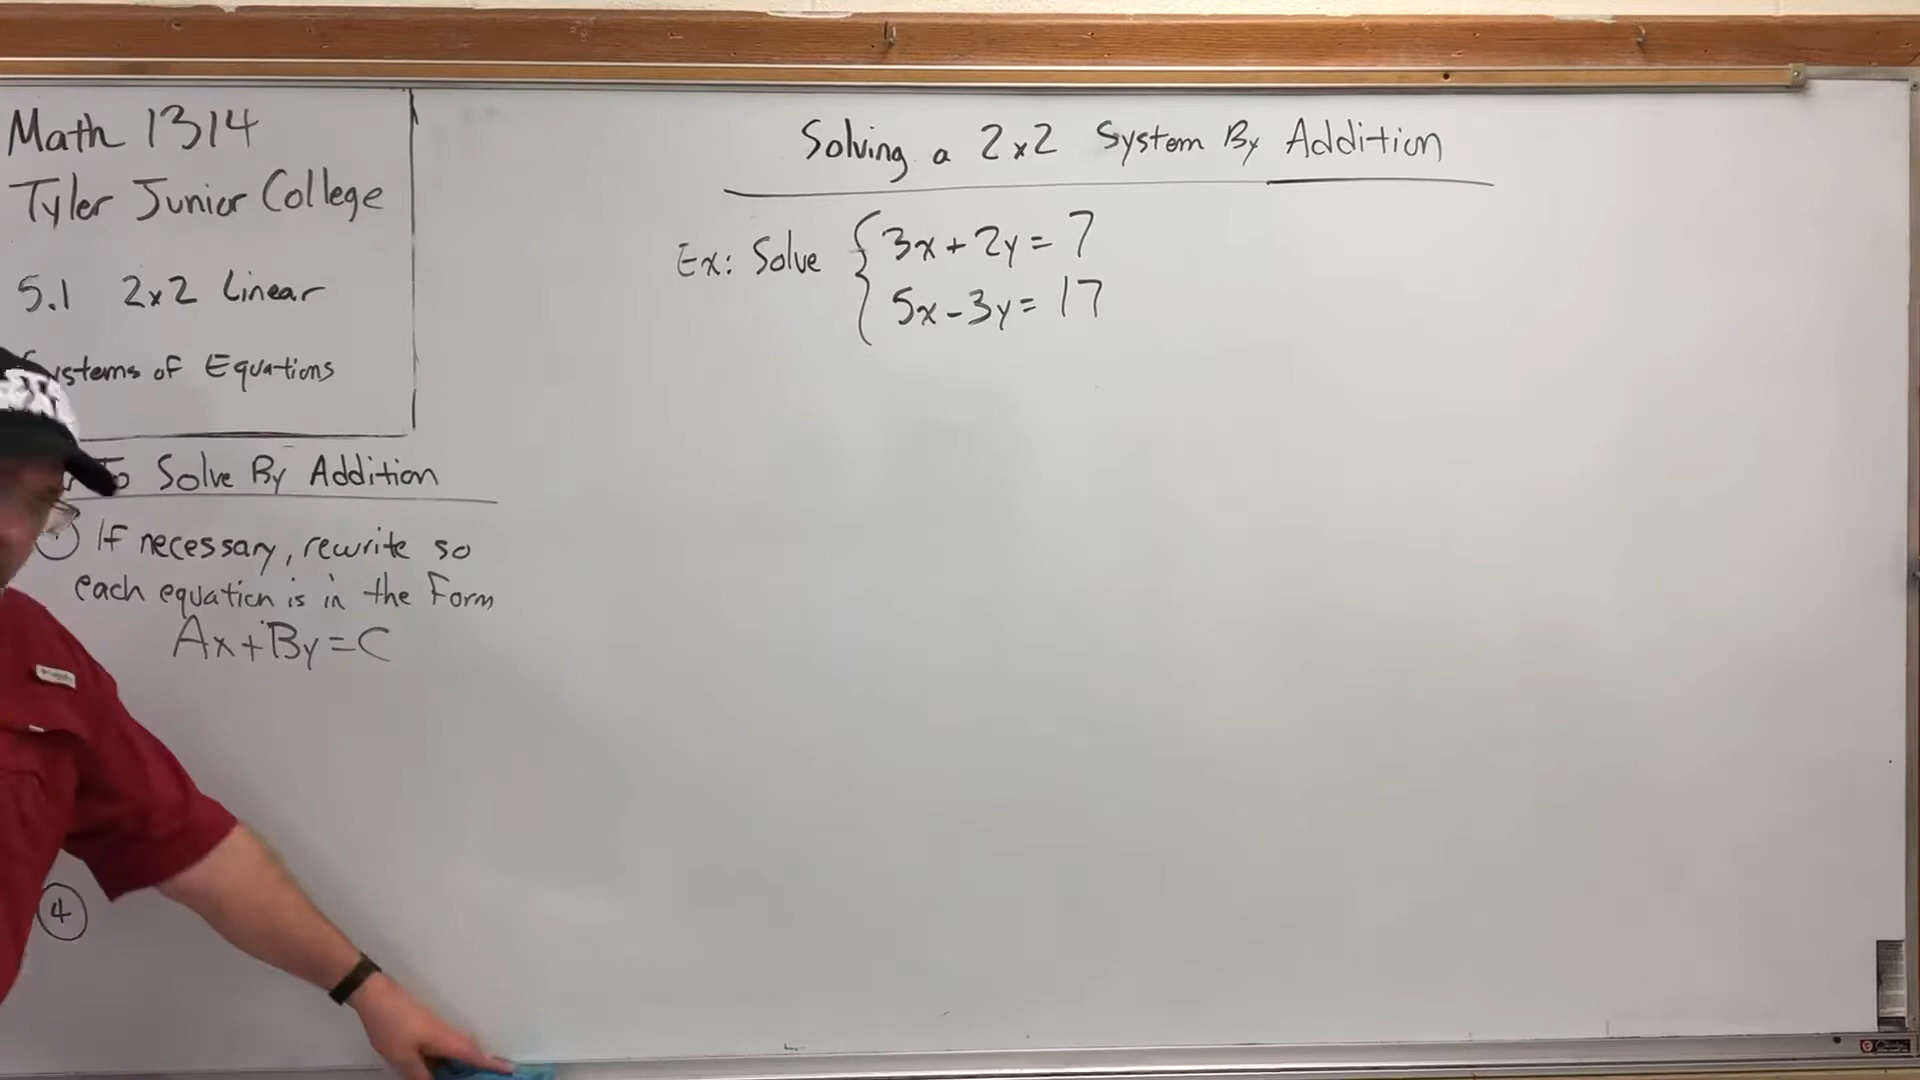 Math 1314
Tyler Junior College
5.1 2x2 Linear
ystems of Equations
To Solve By Addition
If necessary, rewrite so
each equation is in the Form
Ax+By=C
4
Solving a 2x2 System By Addition
Ex: Solve { 3x+2y=7
5x-3y=17